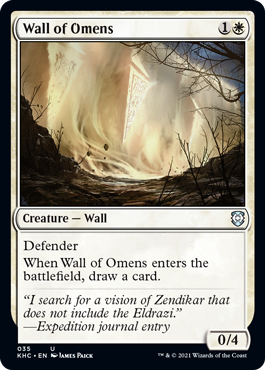 Wall of Omens 1
Creature — Wall
Defender
When Wall of Omens enters the
battlefield, draw a card.
“I search for a vision of Zendikar that
does not include the Eldrazi.”
—Expedition journal entry
0/4
035 U
KHC • EN JAMES PAICK ™ & © 2021 Wizards of the Coast